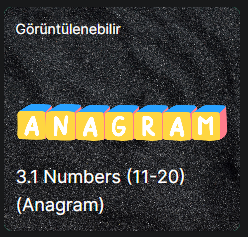 Görüntülenebilir
ANAGRAM
3.1 Numbers (11-20)
(Anagram)